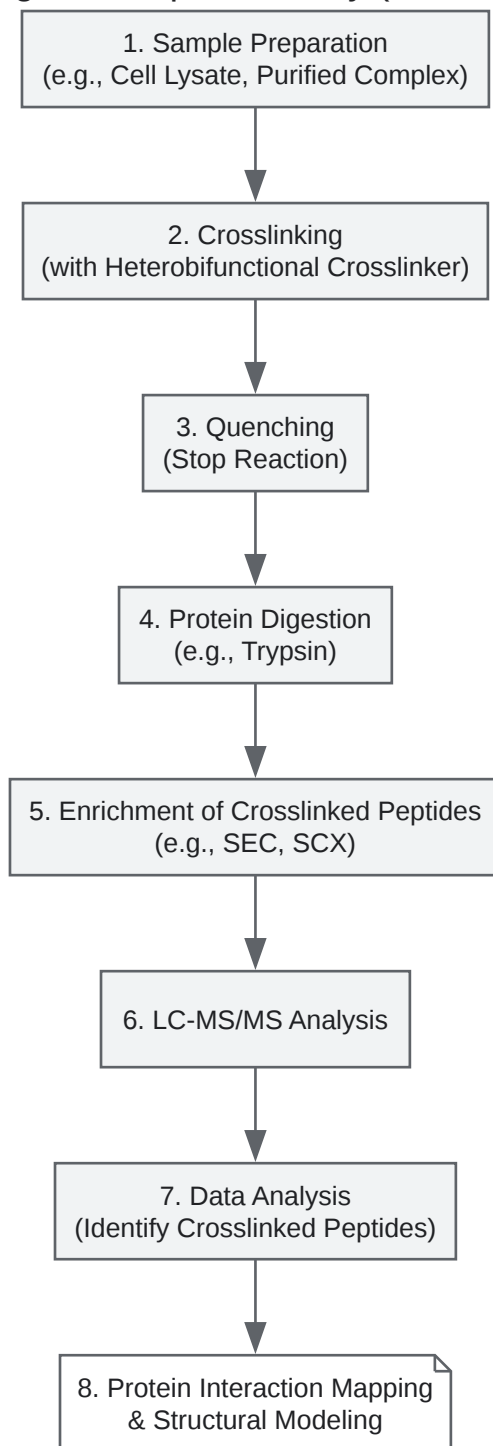 1. Sample Preparation
(e.g., Cell Lysate, Purified Complex)
2. Crosslinking
(with Heterobifunctional Crosslinker)
3. Quenching
(Stop Reaction)
4. Protein Digestion
(e.g., Trypsin)
5. Enrichment of Crosslinked Peptides
(e.g., SEC, SCX)
6. LC-MS/MS Analysis
7. Data Analysis
(Identify Crosslinked Peptides)
8. Protein Interaction Mapping
& Structural Modeling